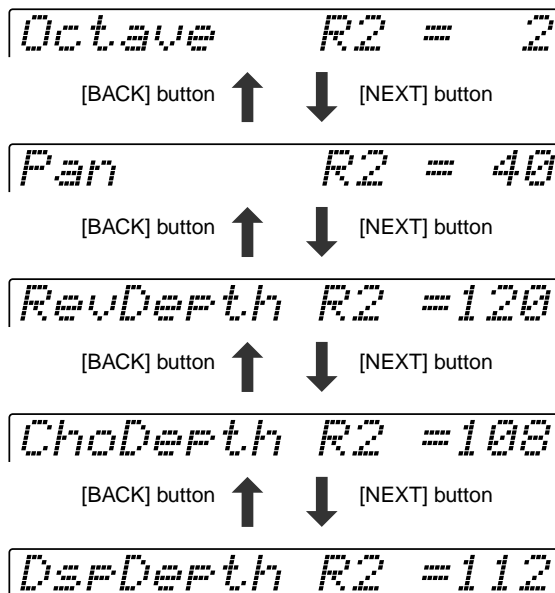 Octave R2 = 2
[BACK] button [NEXT] button
Pan R2 = 40
[BACK] button [NEXT] button
RevDepth R2 =120
[BACK] button [NEXT] button
ChoDepth R2 =108
[BACK] button [NEXT] button
DspDepth R2 =112